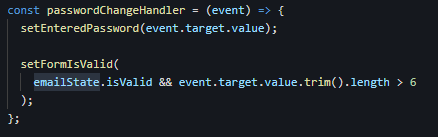 const passwordChangeHandler = (event) => {
setEnteredPassword(event.target.value);
setFormIsValid(
emailState.isValid && event.target.value.trim().length > 6
);
};